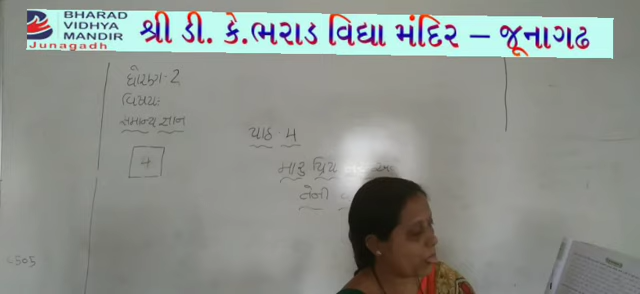 BHARAD
VIDHYA
MANDIR
Junagadh
શ્રી ડી. કે.ભરાડ વિદ્યા મંદિર – જૂનાગઢ
ધોરણ-2
વિષયઃ
સામાન્ય જ્ઞાન
4
પાઠ 4
મારુ પ્રિય
તેની